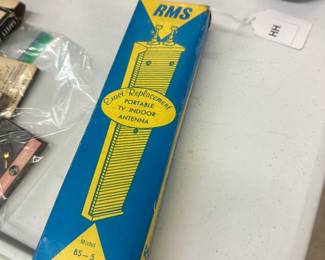 RMS
Exact Replacement
PORTABLE
TV-INDOOR
ANTENNA
Model
BS-5
HH